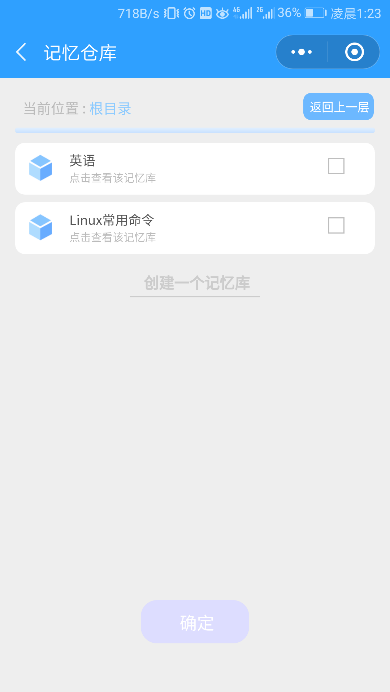 718B/s HD 4G 2G 36% 凌晨1:23
记忆仓库
当前位置 : 根目录 返回上一层
英语
点击查看该记忆库
Linux常用命令
点击查看该记忆库
创建一个记忆库
确定